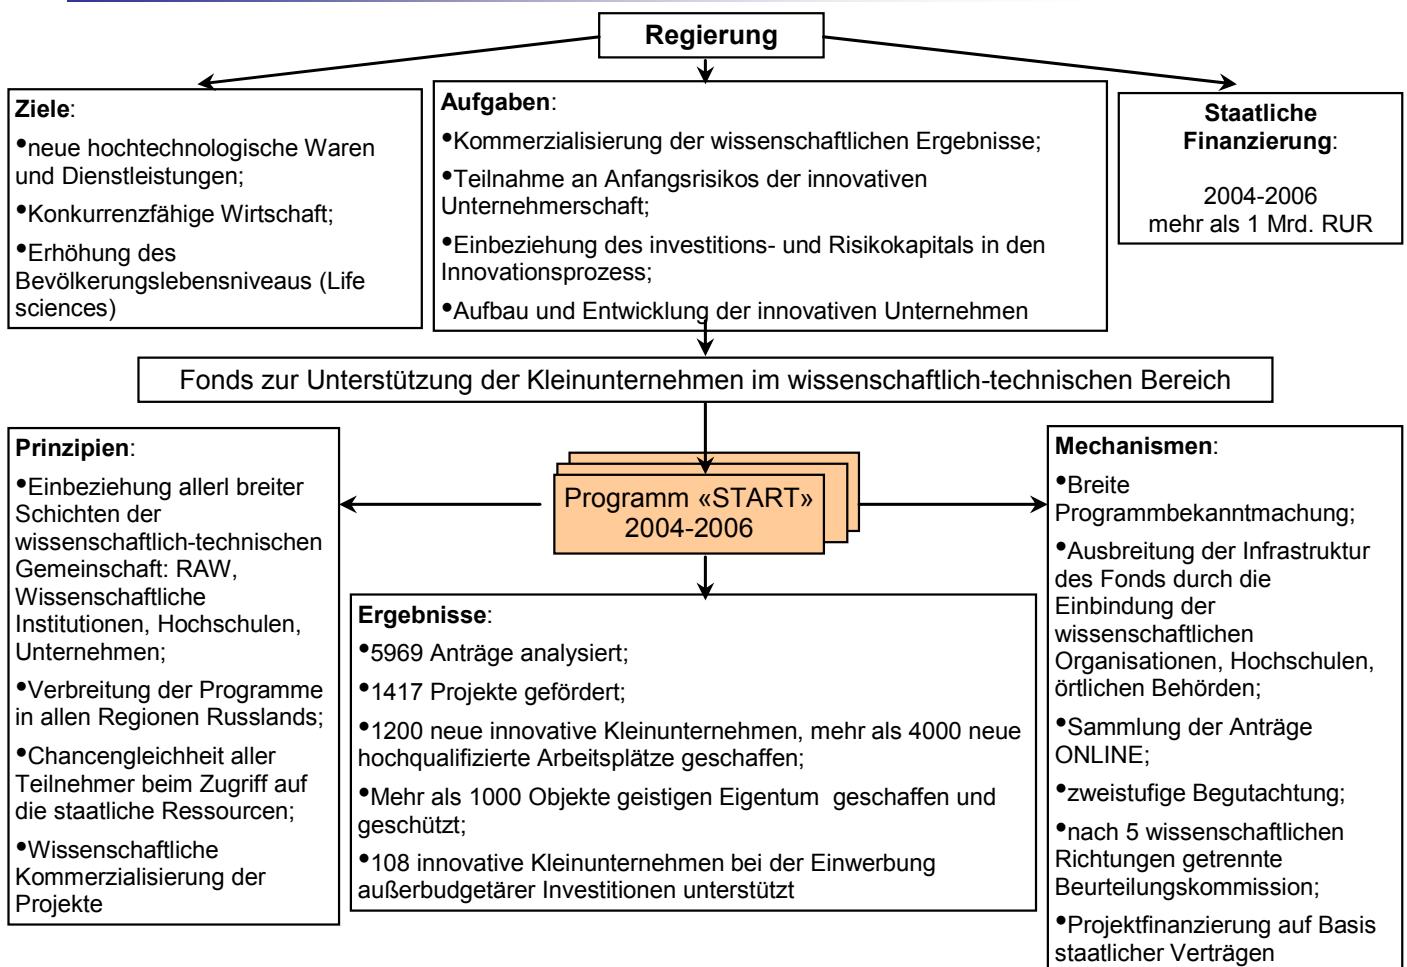 Regierung
Ziele:
•neue hochtechnologische Waren
und Dienstleistungen;
•Konkurrenzfähige Wirtschaft;
•Erhöhung des
Bevölkerungslebensniveaus (Life
sciences)
Aufgaben:
•Kommerzialisierung der wissenschaftlichen Ergebnisse;
•Teilnahme an Anfangsrisikos der innovativen
Unternehmerschaft;
•Einbeziehung des investitions- und Risikokapitals in den
Innovationsprozess;
•Aufbau und Entwicklung der innovativen Unternehmen
Staatliche
Finanzierung:
2004-2006
mehr als 1 Mrd. RUR
Fonds zur Unterstützung der Kleinunternehmen im wissenschaftlich-technischen Bereich
Prinzipien:
•Einbeziehung allerl breiter
Schichten der
wissenschaftlich-technischen
Gemeinschaft: RAW,
Wissenschaftliche
Institutionen, Hochschulen,
Unternehmen;
•Verbreitung der Programme
in allen Regionen Russlands;
•Chancengleichheit aller
Teilnehmer beim Zugriff auf
die staatliche Ressourcen;
•Wissenschaftliche
Kommerzialisierung der
Projekte
Programm «START»
2004-2006
Ergebnisse:
•5969 Anträge analysiert;
•1417 Projekte gefördert;
•1200 neue innovative Kleinunternehmen, mehr als 4000 neue
hochqualifizierte Arbeitsplätze geschaffen;
•Mehr als 1000 Objekte geistigen Eigentum geschaffen und
geschützt;
•108 innovative Kleinunternehmen bei der Einwerbung
außerbudgetärer Investitionen unterstützt
Mechanismen:
•Breite
Programmbekanntmachung;
•Ausbreitung der Infrastruktur
des Fonds durch die
Einbindung der
wissenschaftlichen
Organisationen, Hochschulen,
örtlichen Behörden;
•Sammlung der Anträge
ONLINE;
•zweistufige Begutachtung;
•nach 5 wissenschaftlichen
Richtungen getrennte
Beurteilungskommission;
•Projektfinanzierung auf Basis
staatlicher Verträgen